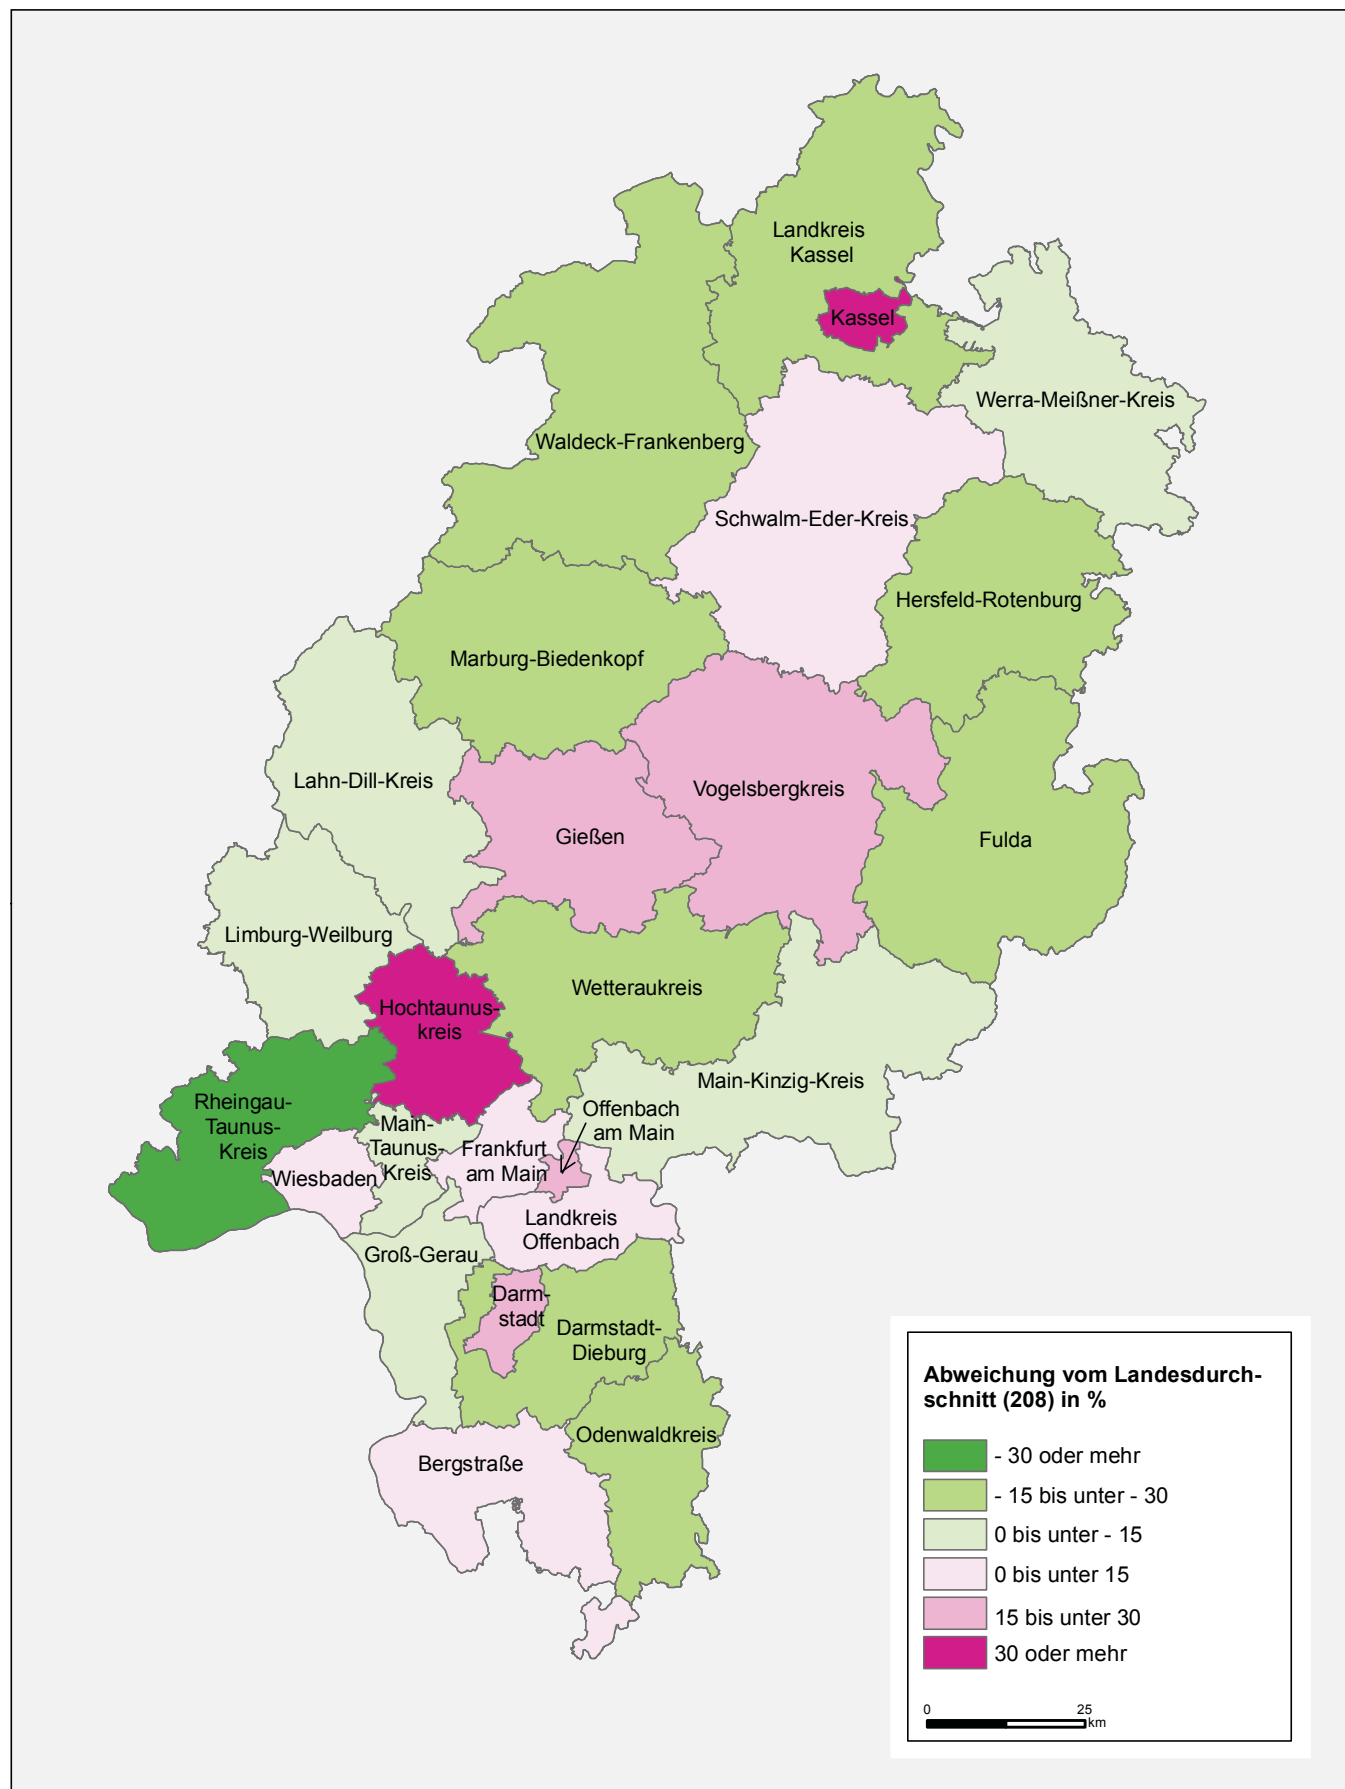 Landkreis
Kassel
Kassel
Werra-Meißner-Kreis
Waldeck-Frankenberg
Schwalm-Eder-Kreis
Hersfeld-Rotenburg
Marburg-Biedenkopf
Lahn-Dill-Kreis
Vogelsbergkreis
Gießen
Fulda
Limburg-Weilburg
Wetteraukreis
Hochtaunus-
kreis
Main-Kinzig-Kreis
Rheingau-
Taunus-
Kreis
Offenbach
am Main
Main-
Taunus-
Kreis
Frankfurt
am Main
Wiesbaden
Landkreis
Offenbach
Groß-Gerau
Darm-
stadt
Darmstadt-
Dieburg
Odenwaldkreis
Bergstraße
Abweichung vom Landesdurch-
schnitt (208) in %
- 30 oder mehr
- 15 bis unter - 30
0 bis unter - 15
0 bis unter 15
15 bis unter 30
30 oder mehr
0 25
km